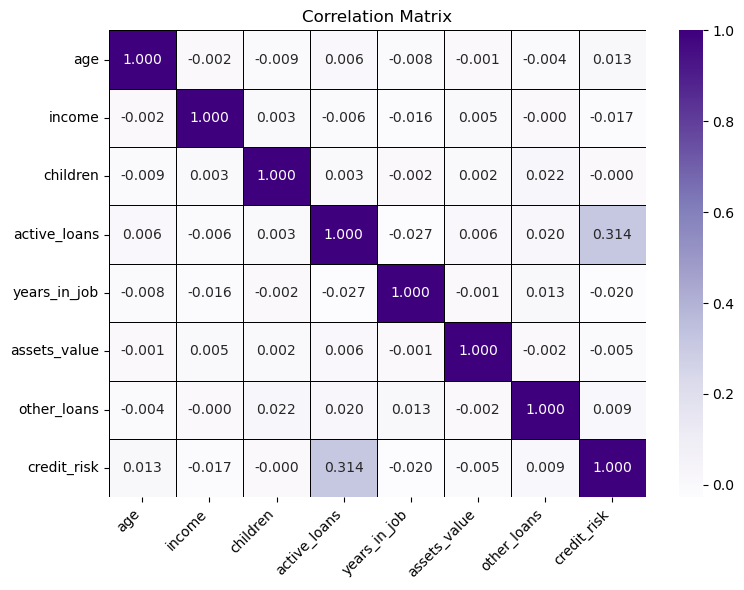 Correlation Matrix
age 1.000 -0.002 -0.009 0.006 -0.008 -0.001 -0.004 0.013
income -0.002 1.000 0.003 -0.006 -0.016 0.005 -0.000 -0.017
children -0.009 0.003 1.000 0.003 -0.002 0.002 0.022 -0.000
active_loans 0.006 -0.006 0.003 1.000 -0.027 0.006 0.020 0.314
years_in_job -0.008 -0.016 -0.002 -0.027 1.000 -0.001 0.013 -0.020
assets_value -0.001 0.005 0.002 0.006 -0.001 1.000 -0.002 -0.005
other_loans -0.004 -0.000 0.022 0.020 0.013 -0.002 1.000 0.009
credit_risk 0.013 -0.017 -0.000 0.314 -0.020 -0.005 0.009 1.000
age income children active_loans years_in_job assets_value other_loans credit_risk
1.0
0.8
0.6
0.4
0.2
0.0